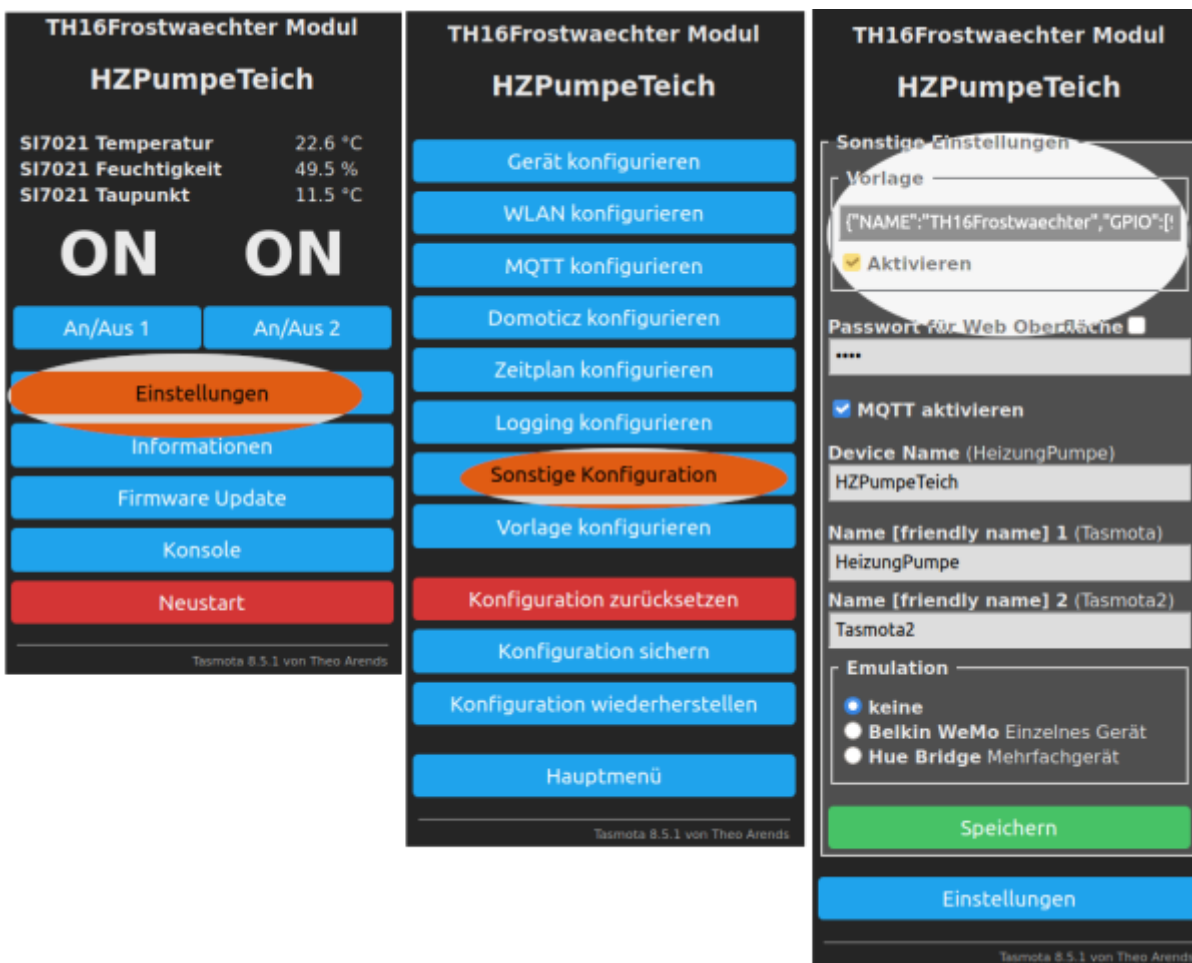 TH16Frostwaechter Modul
HZPumpeTeich
SI7021 Temperatur 22.6 °C
SI7021 Feuchtigkeit 49.5 %
SI7021 Taupunkt 11.5 °C
ON ON
An/Aus 1 An/Aus 2
Einstellungen
Informationen
Firmware Update
Konsole
Neustart
Tasmota 8.5.1 von Theo Arends
TH16Frostwaechter Modul
HZPumpeTeich
Gerät konfigurieren
WLAN konfigurieren
MQTT konfigurieren
Domoticz konfigurieren
Zeitplan konfigurieren
Logging konfigurieren
Sonstige Konfiguration
Vorlage konfigurieren
Konfiguration zurücksetzen
Konfiguration sichern
Konfiguration wiederherstellen
Hauptmenü
Tasmota 8.5.1 von Theo Arends
TH16Frostwaechter Modul
HZPumpeTeich
Sonstige Einstellungen
Vorlage
{"NAME":"TH16Frostwaechter","GPIO":[
Aktivieren
Passwort für Web Oberfläche
••••
MQTT aktivieren
Device Name (HeizungPumpe)
HZPumpeTeich
Name [friendly name] 1 (Tasmota)
HeizungPumpe
Name [friendly name] 2 (Tasmota2)
Tasmota2
Emulation
keine
Belkin WeMo Einzelnes Gerät
Hue Bridge Mehrfachgerät
Speichern
Einstellungen
Tasmota 8.5.1 von Theo Arends